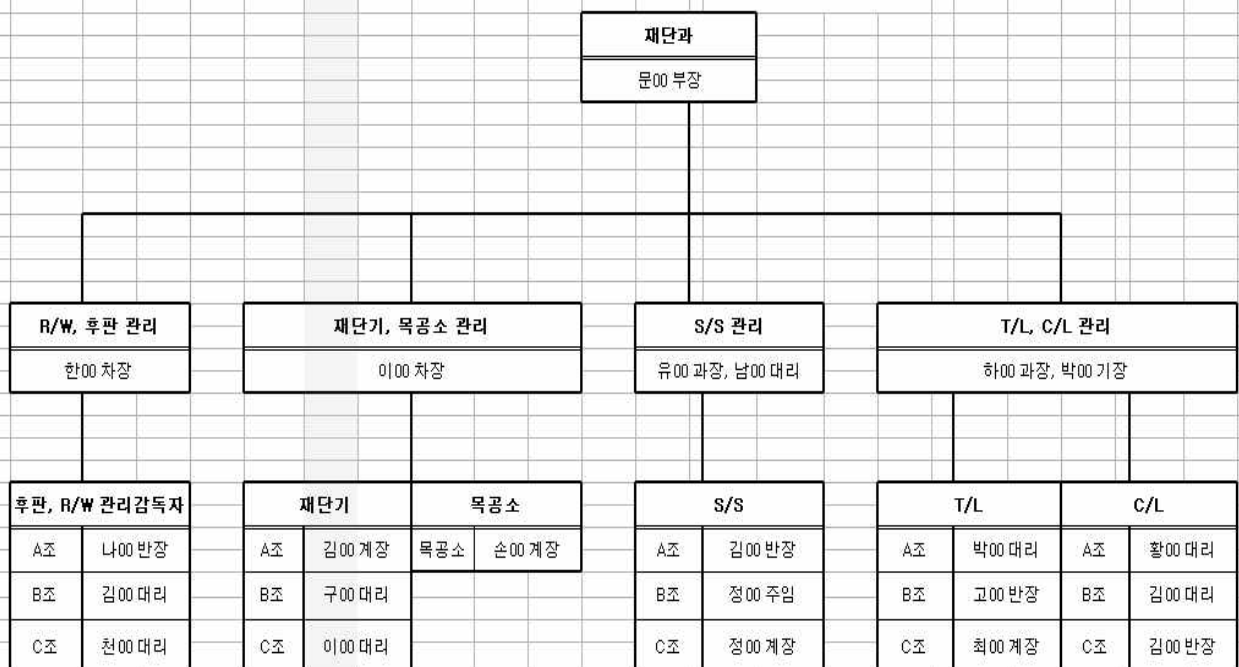 재단과
문00 부장
R/W, 후판 관리
재단기, 목공소 관리
S/S 관리
T/L, C/L 관리
한00 차장
이00 차장
유00 과장, 남00 대리
하00 과장, 박00 기장
후판, R/W 관리감독자
재단기
목공소
S/S
T/L
C/L
A조 나00 반장
A조 김00 계장
목공소 손00 계장
A조 김00 반장
A조 박00 대리
A조 황00 대리
B조 김00 대리
B조 구00 대리
B조 정00 주임
B조 고00 반장
B조 김00 대리
C조 천00 대리
C조 이00 대리
C조 정00 계장
C조 최00 계장
C조 김00 반장